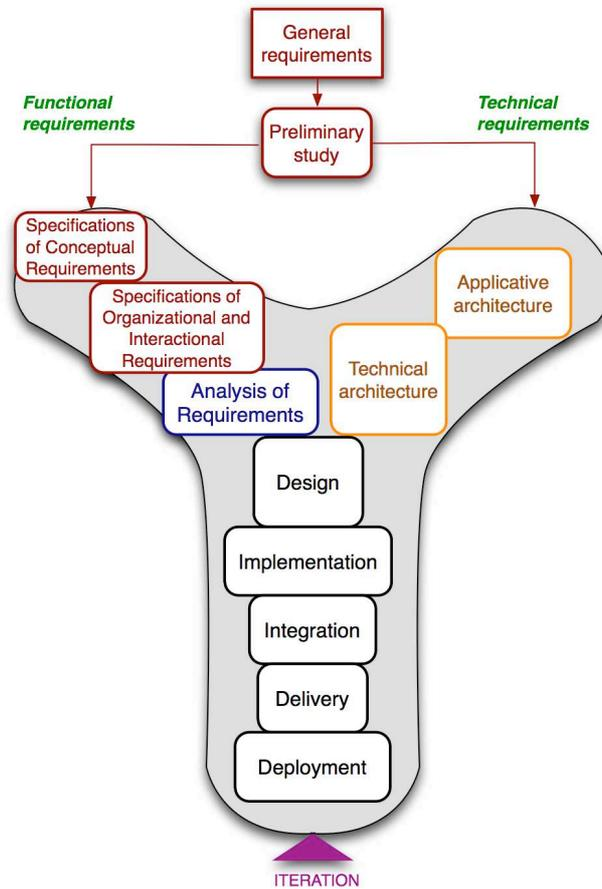 General
requirements
Functional
requirements
Technical
requirements
Preliminary
study
Specifications
of Conceptual
Requirements
Specifications of
Organizational and
Interactional
Requirements
Analysis of
Requirements
Applicative
architecture
Technical
architecture
Design
Implementation
Integration
Delivery
Deployment
ITERATION